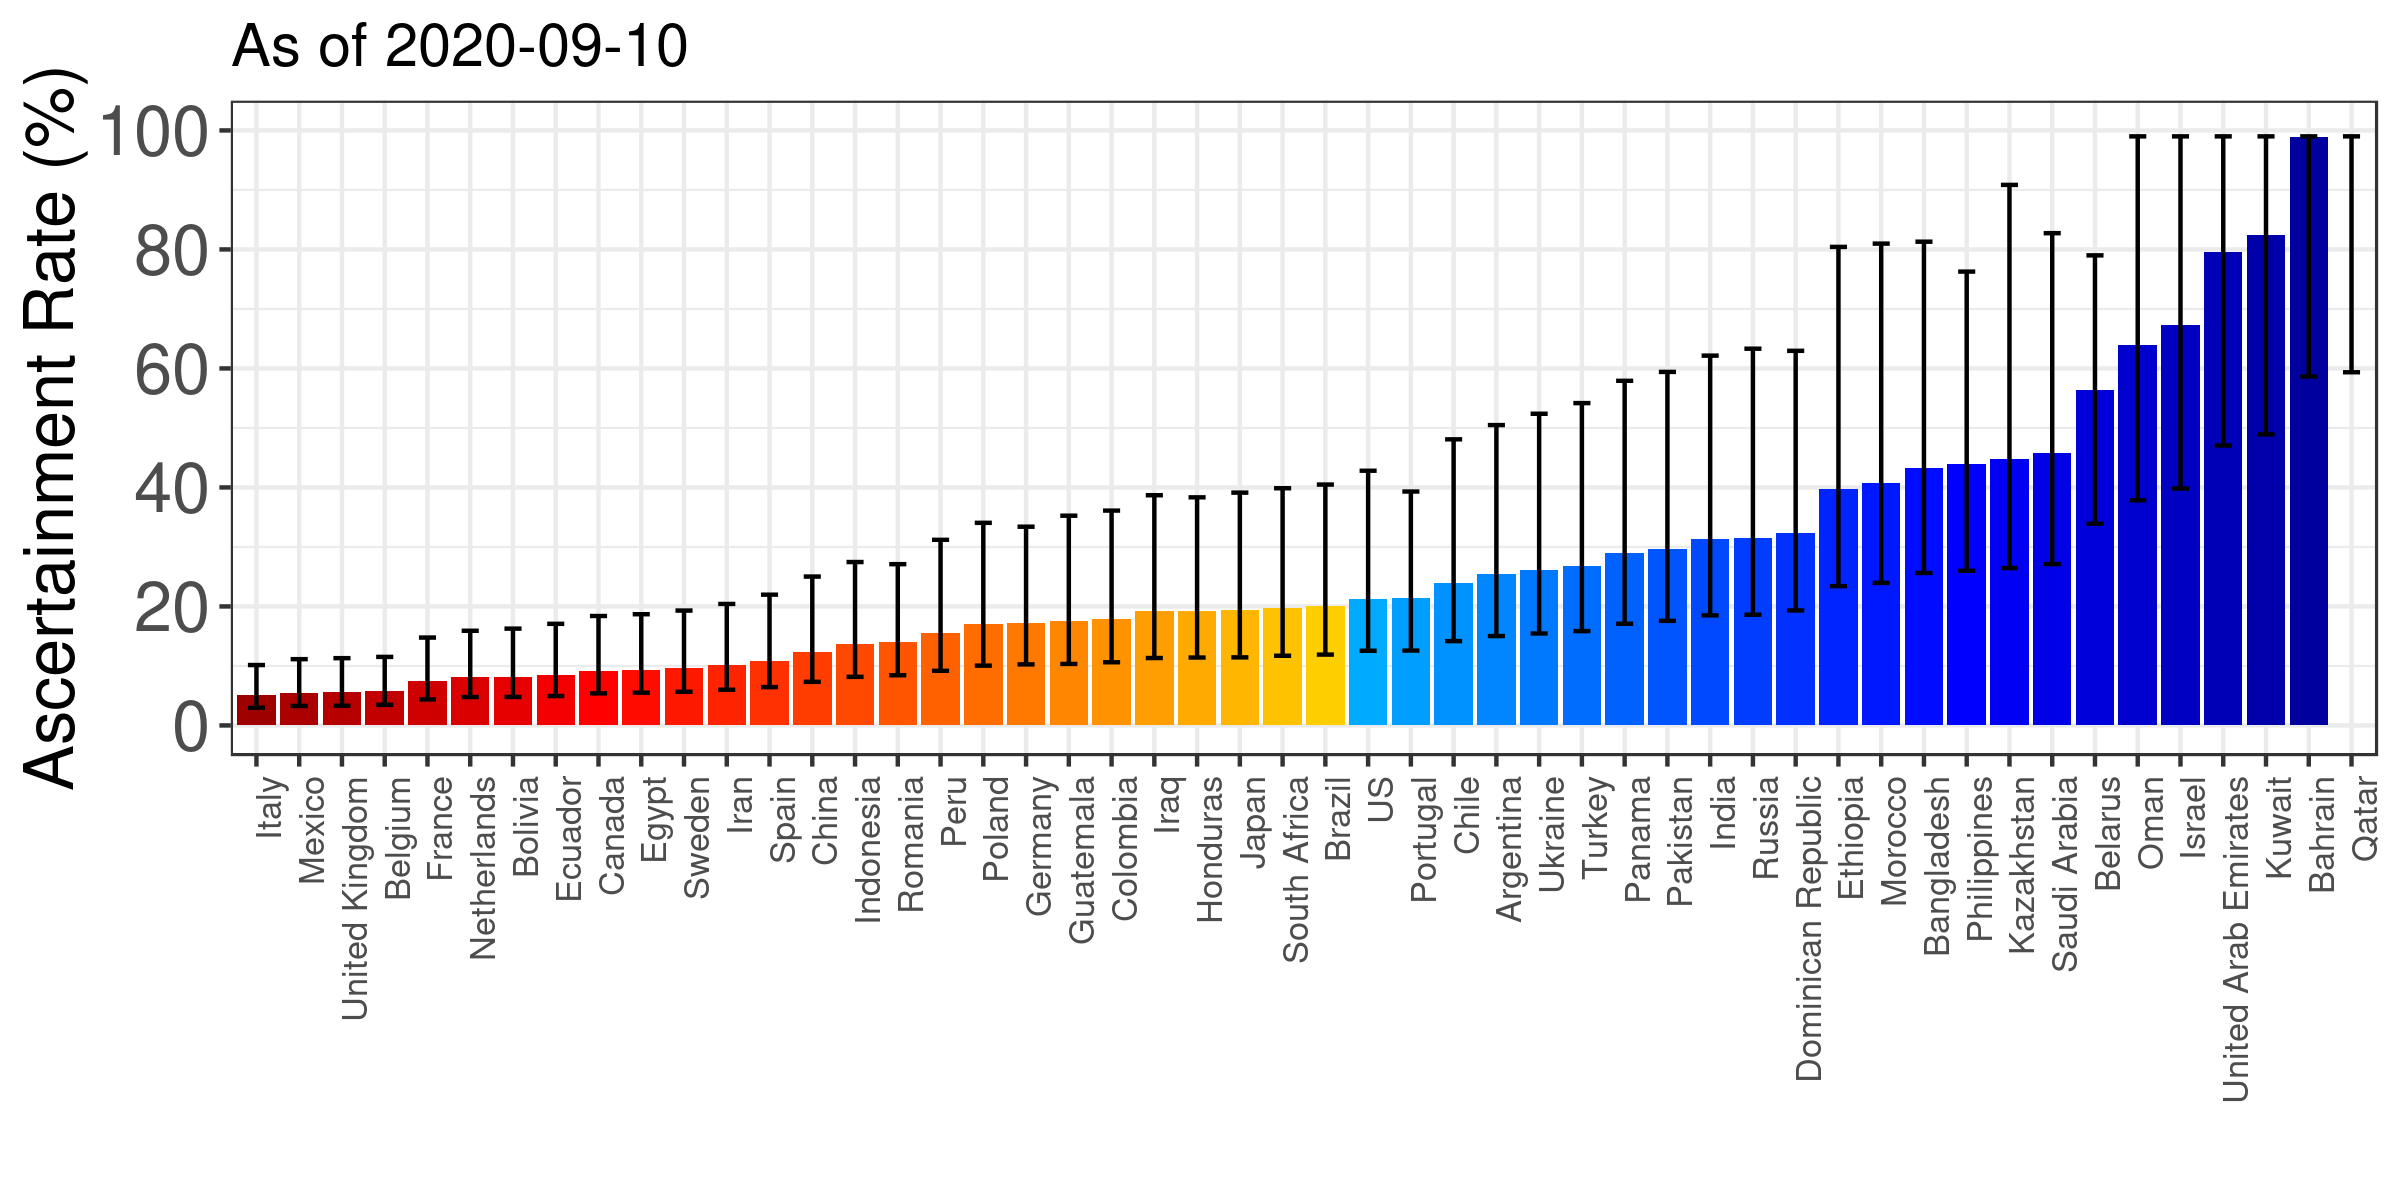 As of 2020-09-10
Ascertainment Rate (%)
100
80
60
40
20
0
Italy
Mexico
United Kingdom
Belgium
France
Netherlands
Bolivia
Ecuador
Canada
Egypt
Sweden
Iran
Spain
China
Indonesia
Romania
Peru
Poland
Germany
Guatemala
Colombia
Iraq
Honduras
Japan
South Africa
Brazil
US
Portugal
Chile
Argentina
Ukraine
Turkey
Panama
Pakistan
India
Russia
Dominican Republic
Ethiopia
Morocco
Bangladesh
Philippines
Kazakhstan
Saudi Arabia
Belarus
Oman
Israel
United Arab Emirates
Kuwait
Bahrain
Qatar